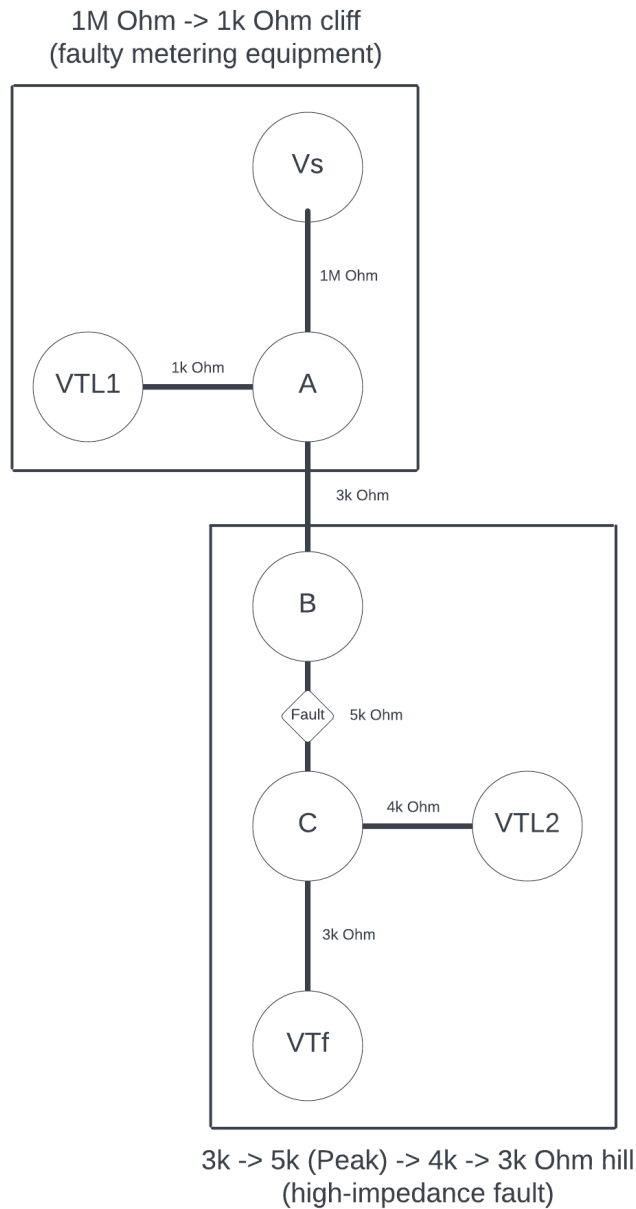 1M Ohm -> 1k Ohm cliff
(faulty metering equipment)
Vs
1M Ohm
VTL1
1k Ohm
A
3k Ohm
B
Fault
5k Ohm
C
4k Ohm
VTL2
3k Ohm
VTf
3k -> 5k (Peak) -> 4k -> 3k Ohm hill
(high-impedance fault)